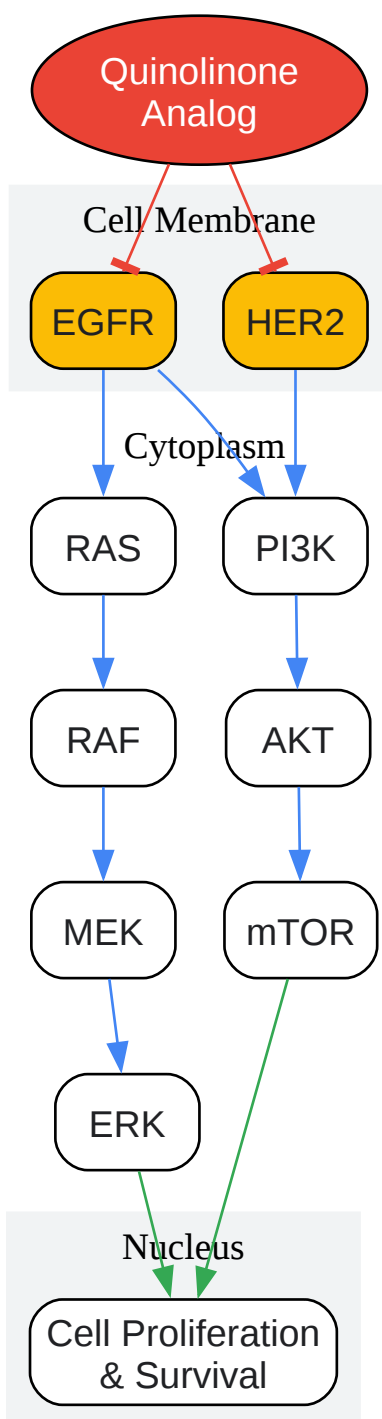 Quinolinone
Analog
Cell Membrane
EGFR
HER2
Cytoplasm
RAS
PI3K
RAF
AKT
MEK
mTOR
ERK
Nucleus
Cell Proliferation
& Survival